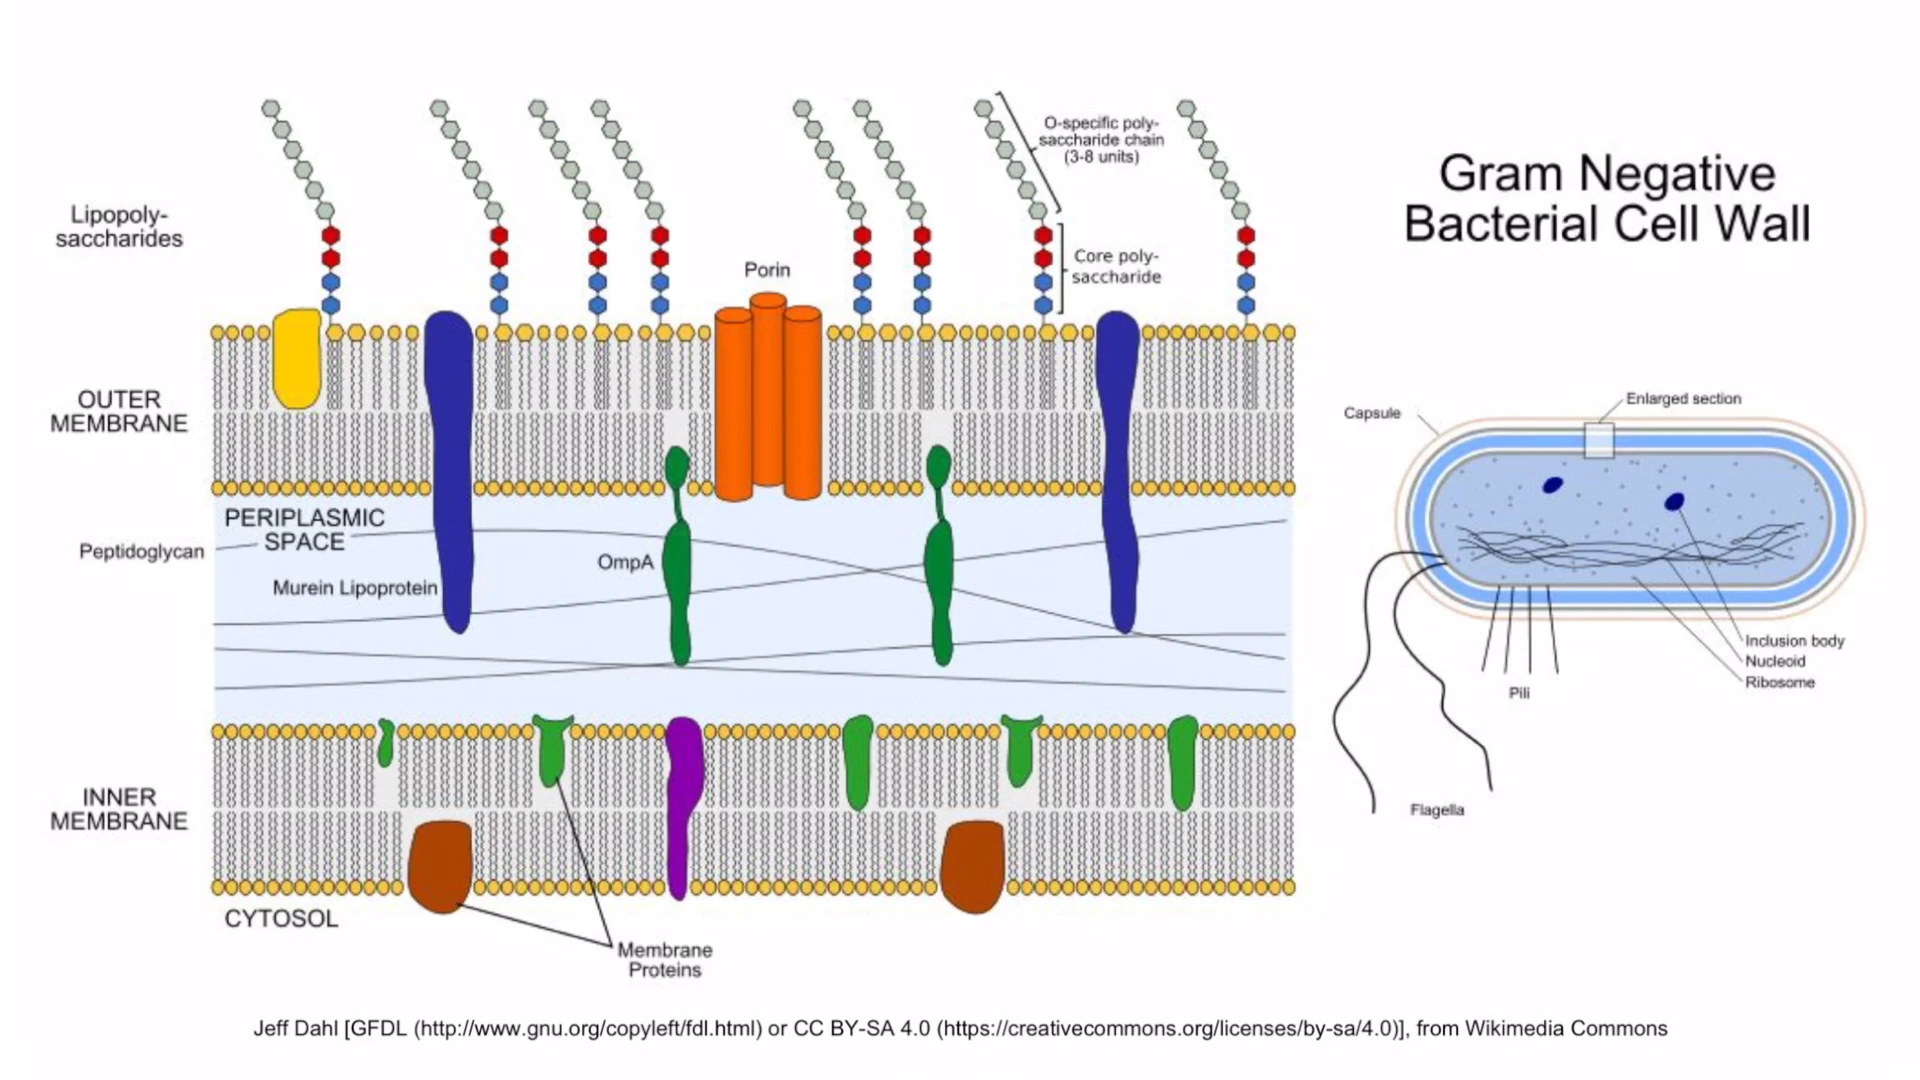 Gram Negative
Bacterial Cell Wall
O-specific poly-
saccharide chain
(3-8 units)
Lipopoly-
saccharides
Core poly-
saccharide
Porin
OUTER
MEMBRANE
PERIPLASMIC
SPACE
Peptidoglycan
OmpA
Murein Lipoprotein
INNER
MEMBRANE
CYTOSOL
Membrane
Proteins
Enlarged section
Capsule
Inclusion body
Nucleoid
Ribosome
Pili
Flagella
Jeff Dahl [GFDL (http://www.gnu.org/copyleft/fdl.html) or CC BY-SA 4.0 (https://creativecommons.org/licenses/by-sa/4.0)], from Wikimedia Commons